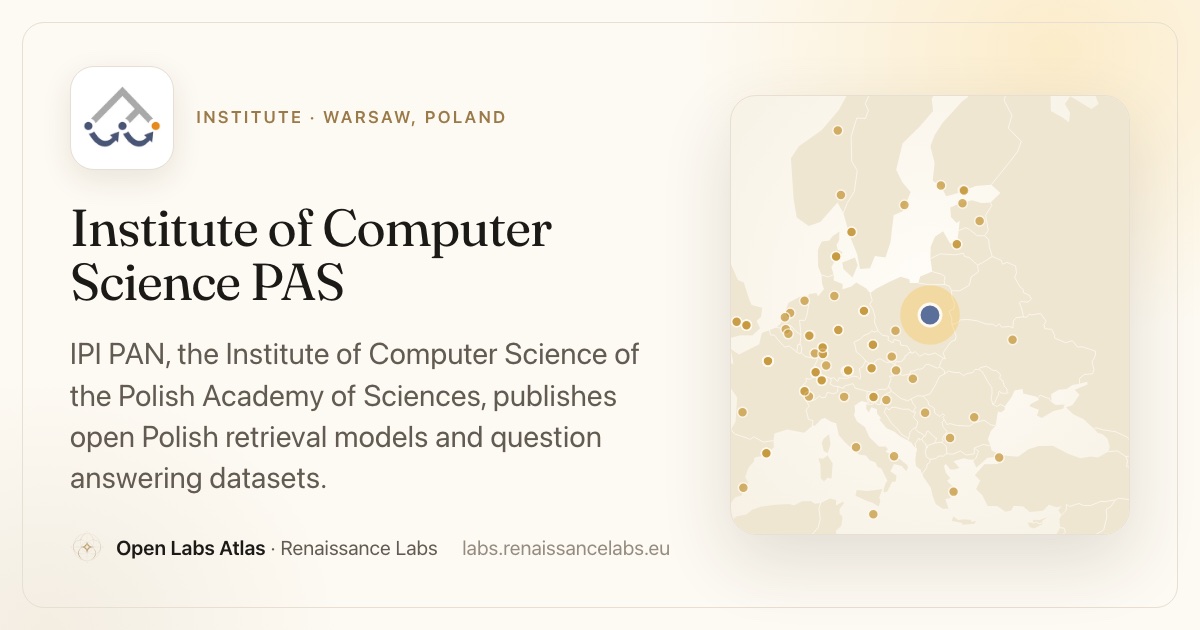 INSTITUTE · WARSAW, POLAND
Institute of Computer
Science PAS
IPI PAN, the Institute of Computer Science of
the Polish Academy of Sciences, publishes
open Polish retrieval models and question
answering datasets.
Open Labs Atlas · Renaissance Labs labs.renaissancelabs.eu